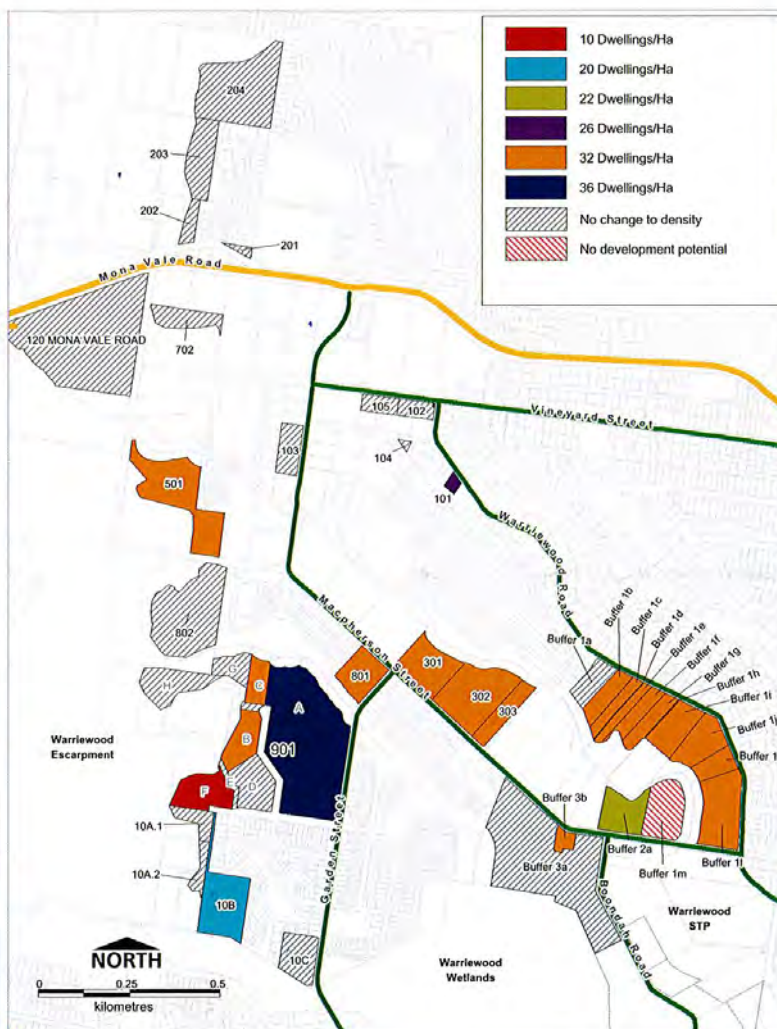 10 Dwellings/Ha
20 Dwellings/Ha
22 Dwellings/Ha
26 Dwellings/Ha
32 Dwellings/Ha
36 Dwellings/Ha
No change to density
No development potential
204
203
202
201
Mona Vale Road
120 MONA VALE ROAD
702
105
102
Vineyard Street
103
104
101
501
Warriewood Road
802
Macpherson Street
Buffer 1a
Buffer 1b
Buffer 1c
Buffer 1d
Buffer 1e
Buffer 1f
Buffer 1g
Buffer 1h
Buffer 1i
Buffer 1j
801
301
302
303
G
H
C
A
B
901
Warriewood
Escarpment
D
E
F
Garden Street
10A.1
10A.2
10B
10C
Buffer 3b
Buffer 3a
Buffer 2a
Buffer 1m
Buffer 1l
Boondah Road
Warriewood
STP
Warriewood
Wetlands
NORTH
0 0.25 0.5
kilometres